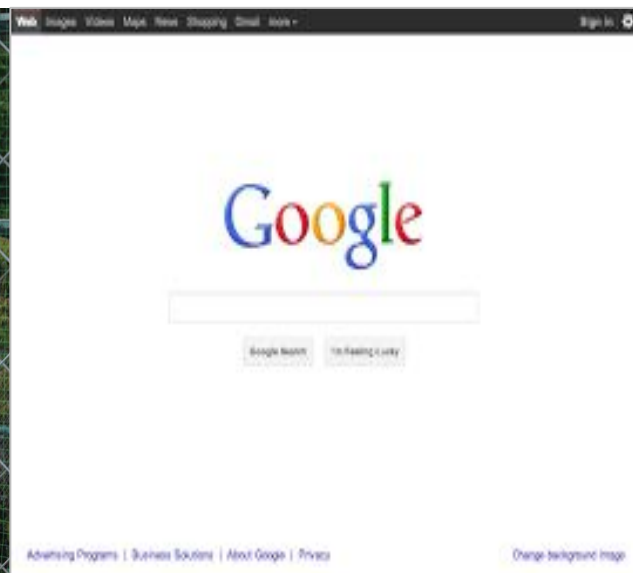 Web Images Videos Maps News Shopping Gmail more
Sign in
Google
Google Search I'm Feeling Lucky
Advertising Programs | Business Solutions | About Google | Privacy
Change background image